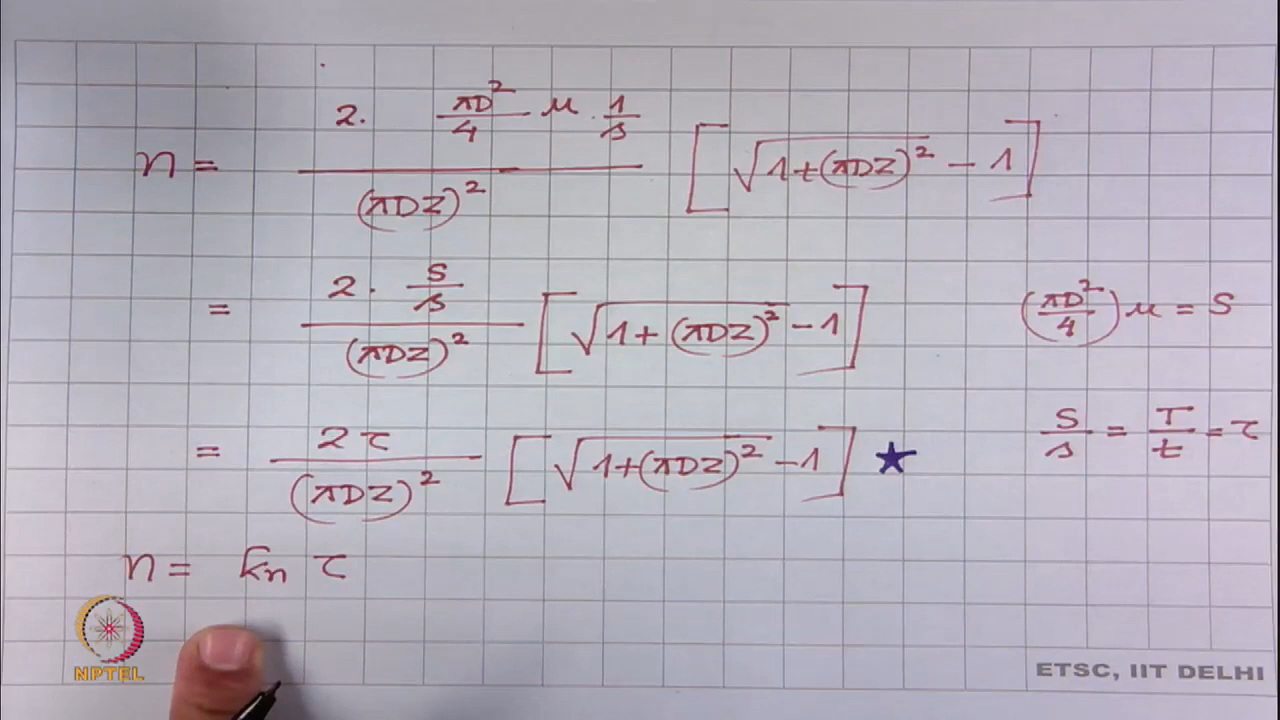 n = 2. πD²/4 μ . 1/s / (πDZ)² [√1+(πDZ)² − 1]
= 2 . S/s / (πDZ)² [√1+(πDZ)² − 1] (πD²/4) μ = S
= 2τ / (πDZ)² [√1+(πDZ)² − 1] ★ S/s = T/t = τ
n = kn τ
NPTEL
ETSC, IIT DELHI